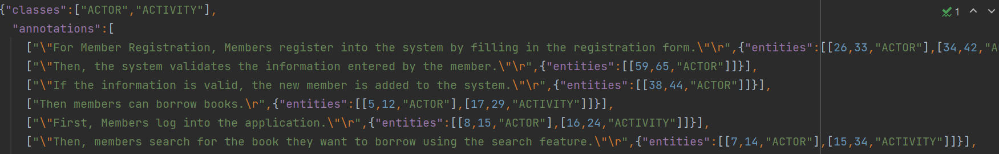 {"classes":["ACTOR","ACTIVITY"],
1
"annotations":[
["\"For Member Registration, Members register into the system by filling in the registration form.\"\r",{"entities":[[26,33,"ACTOR"],[34,42,"A
["\"Then, the system validates the information entered by the member.\"\r",{"entities":[[59,65,"ACTOR"]]}],
["\"If the information is valid, the new member is added to the system.\"\r",{"entities":[[38,44,"ACTOR"]]}],
["Then members can borrow books.\r",{"entities":[[5,12,"ACTOR"],[17,29,"ACTIVITY"]]}],
["\"First, Members log into the application.\"\r",{"entities":[[8,15,"ACTOR"],[16,24,"ACTIVITY"]]}],
["\"Then, members search for the book they want to borrow using the search feature.\"\r",{"entities":[[7,14,"ACTOR"],[15,34,"ACTIVITY"]]}],